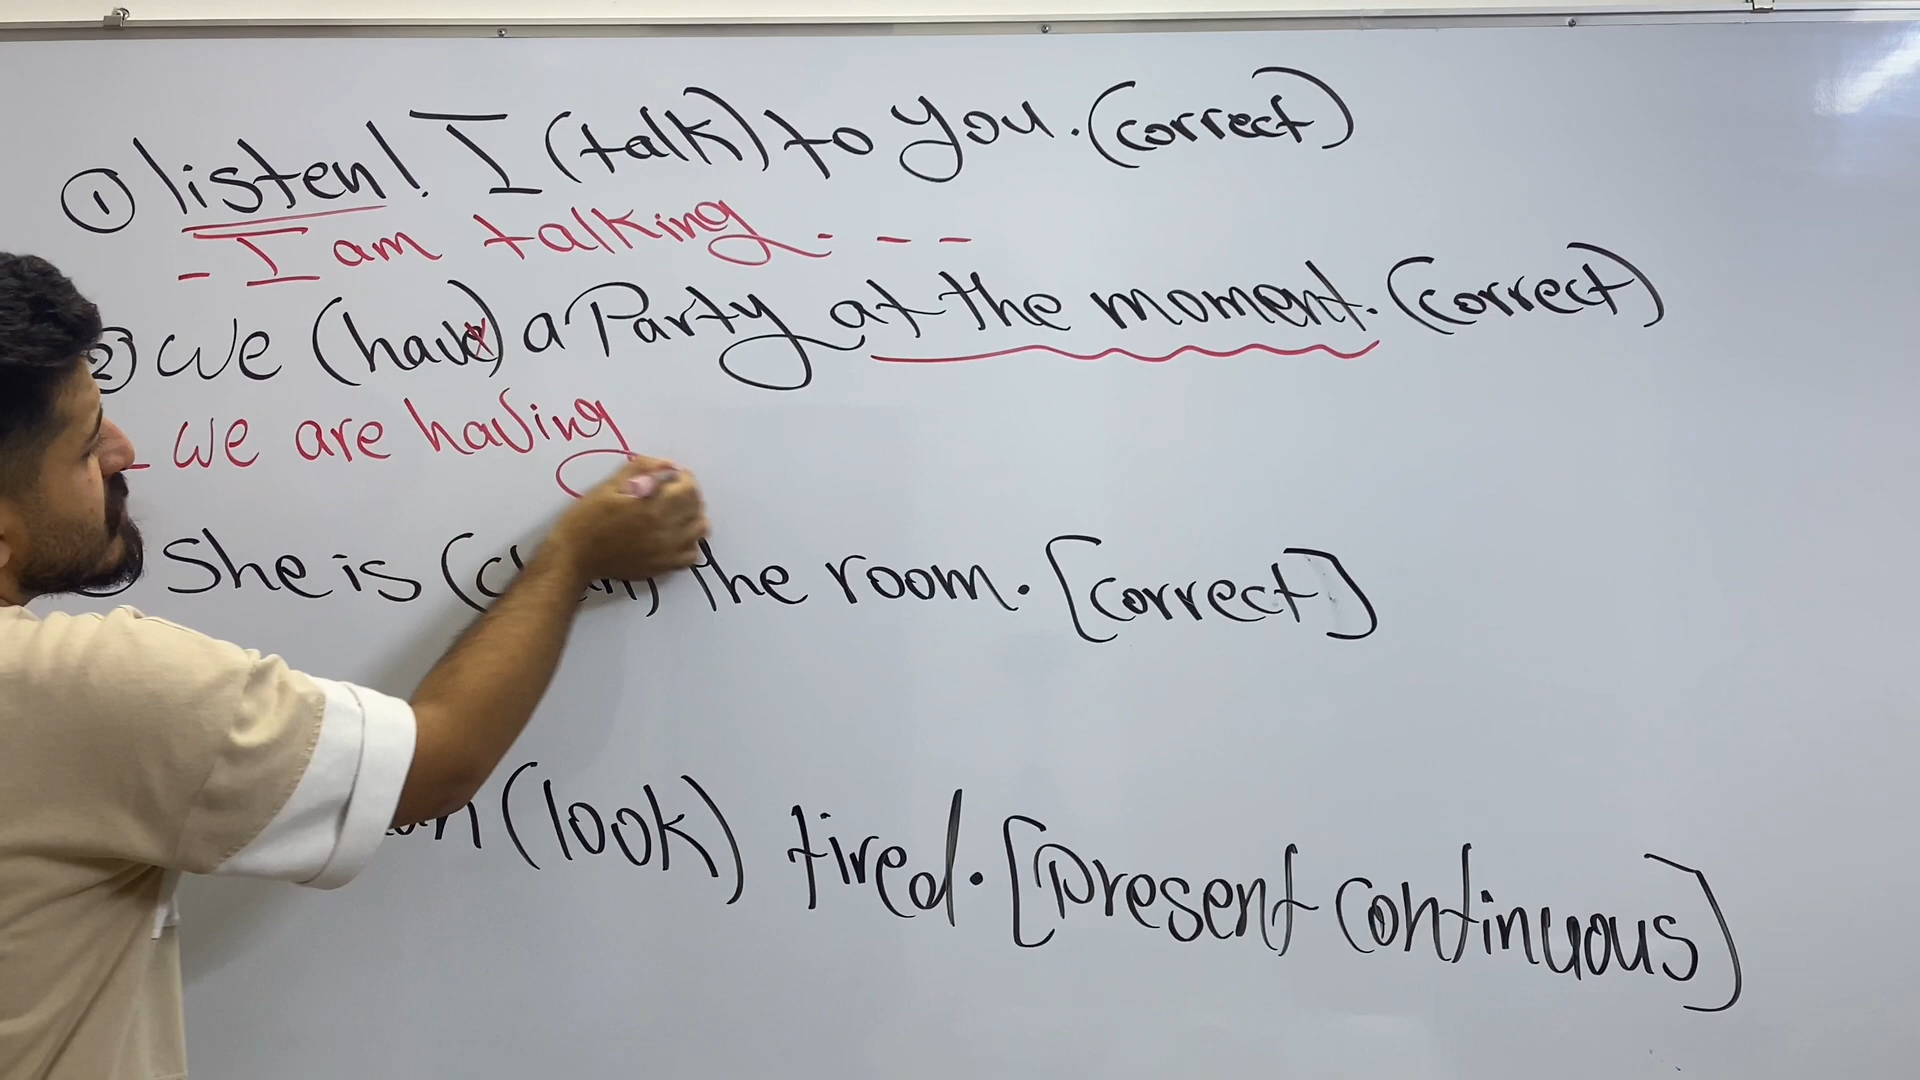 ① listen! I (talk) to you. (correct)
- I am talking - - -
2) We (have) a Party at the moment. (correct)
- We are having
She is the room. [correct]
(look) tired. [Present Continuous]